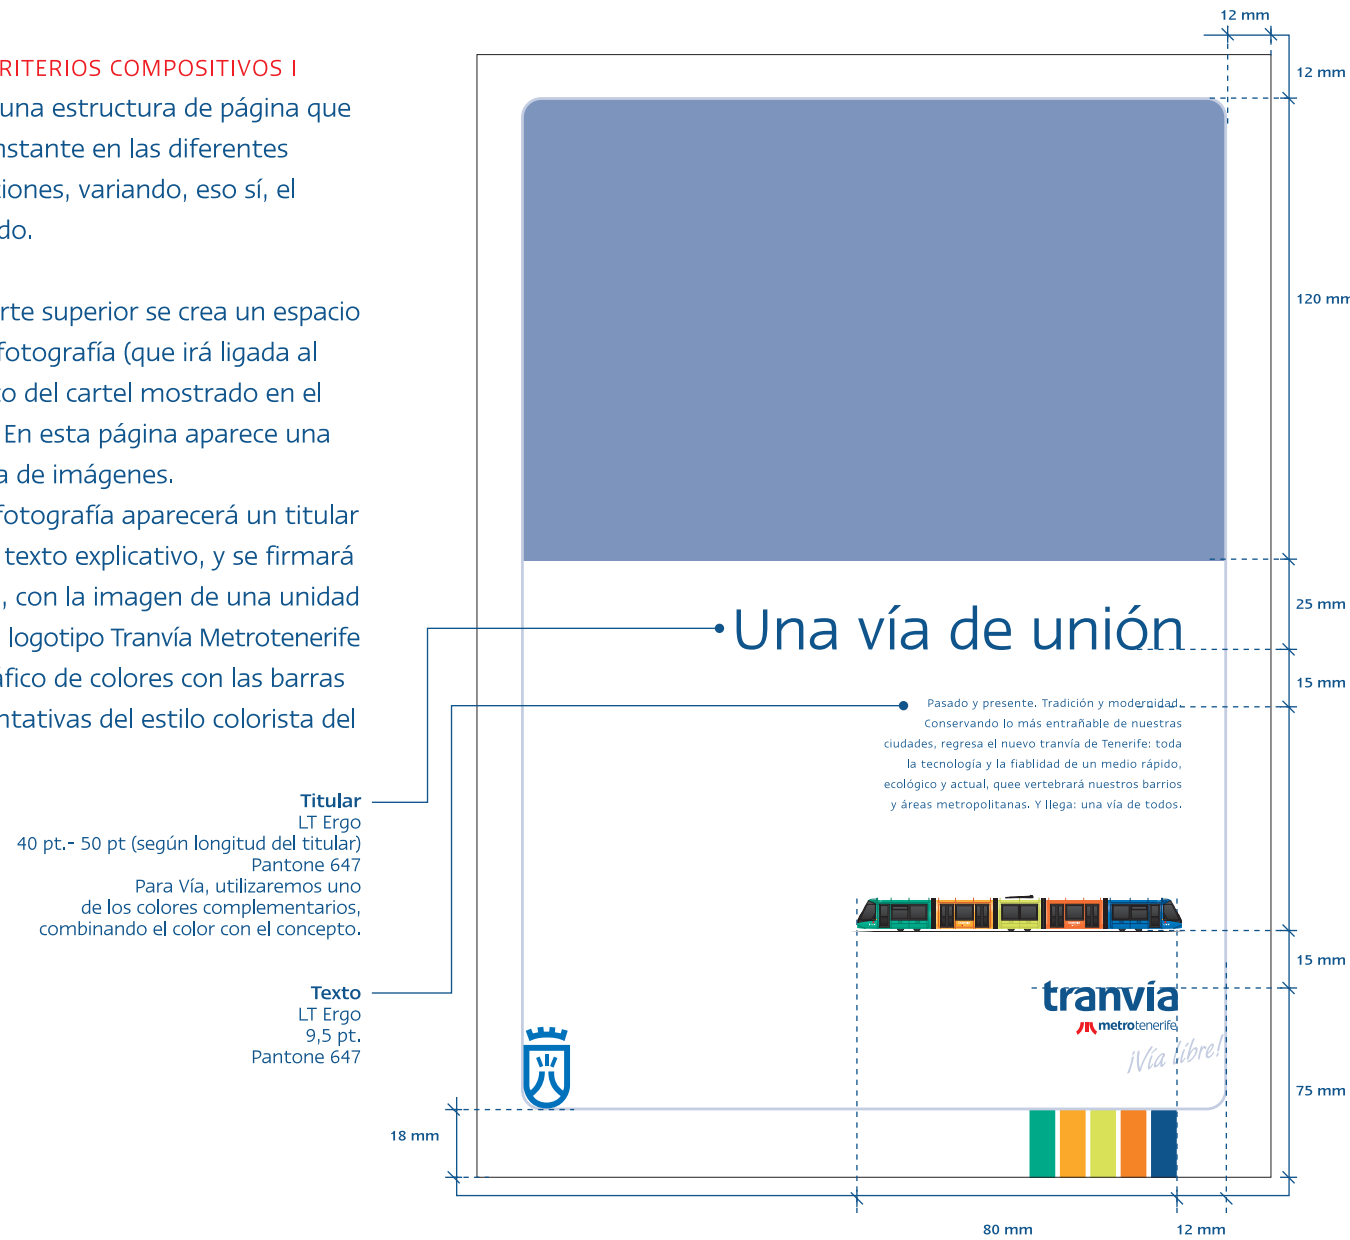 RITERIOS COMPOSITIVOS I
una estructura de página que
nstante en las diferentes
ciones, variando, eso sí, el
do.
rte superior se crea un espacio
fotografía (que irá ligada al
to del cartel mostrado en el
En esta página aparece una
a de imágenes.
fotografía aparecerá un titular
texto explicativo, y se firmará
, con la imagen de una unidad
logotipo Tranvía Metrotenerife
áfico de colores con las barras
ntativas del estilo colorista del
Titular
LT Ergo
40 pt.- 50 pt (según longitud del titular)
Pantone 647
Para Vía, utilizaremos uno
de los colores complementarios,
combinando el color con el concepto.
Texto
LT Ergo
9,5 pt.
Pantone 647
12 mm
12 mm
120 mm
Una vía de unión
25 mm
15 mm
Pasado y presente. Tradición y modernidad.
Conservando lo más entrañable de nuestras
ciudades, regresa el nuevo tranvía de Tenerife: toda
la tecnología y la fiablidad de un medio rápido,
ecológico y actual, quee vertebrará nuestros barrios
y áreas metropolitanas. Y llega: una vía de todos.
15 mm
tranvía
metrotenerife
¡Vía libre!
75 mm
18 mm
80 mm
12 mm